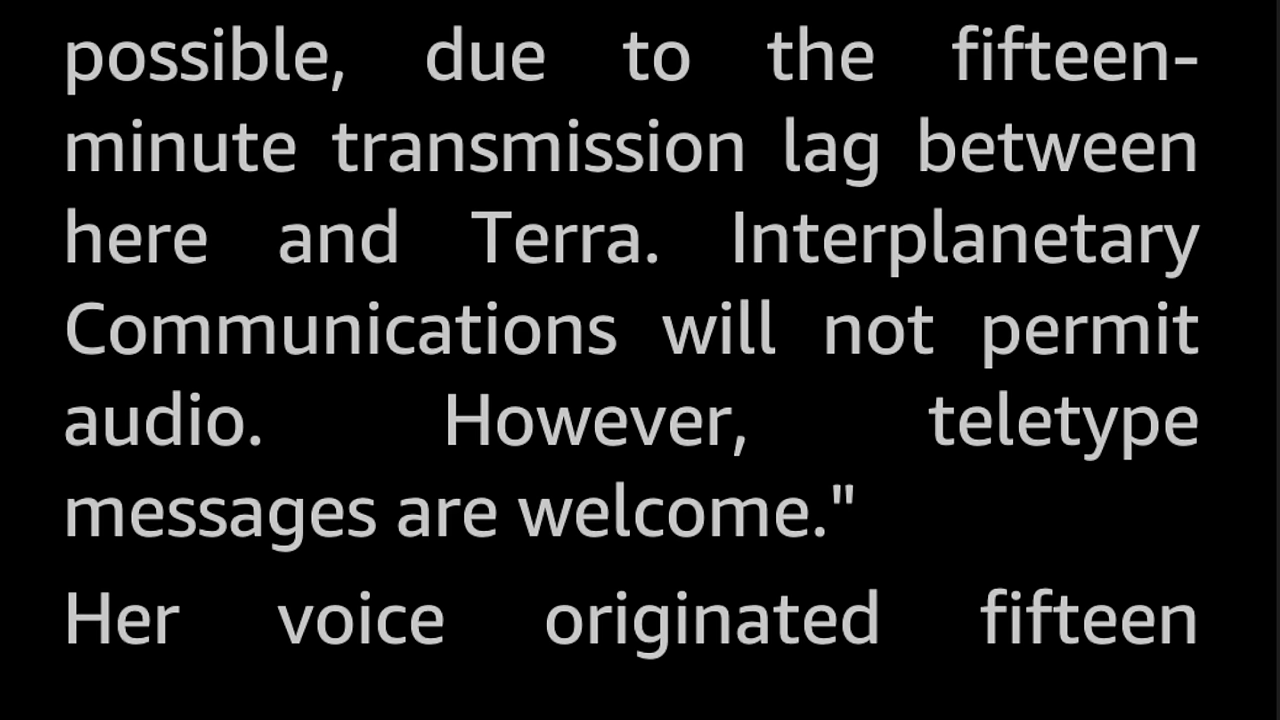 possible, due to the fifteen-
minute transmission lag between
here and Terra. Interplanetary
Communications will not permit
audio. However, teletype
messages are welcome."
Her voice originated fifteen